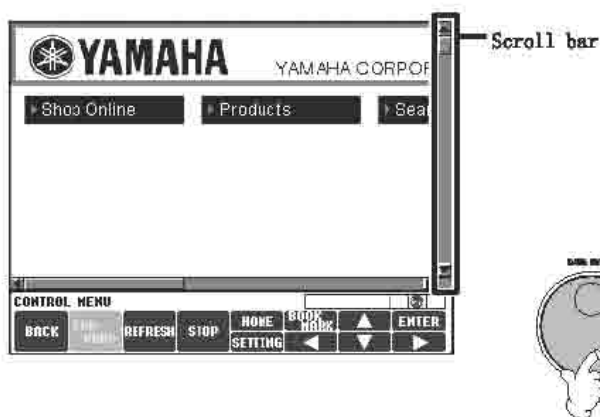 Scroll bar
YAMAHA
YAMAHA CORPOR
Shop Online
Products
Sear
CONTROL MENU
BACK
REFRESH
STOP
HOME
BOOK MARK
ENTER
SETTING